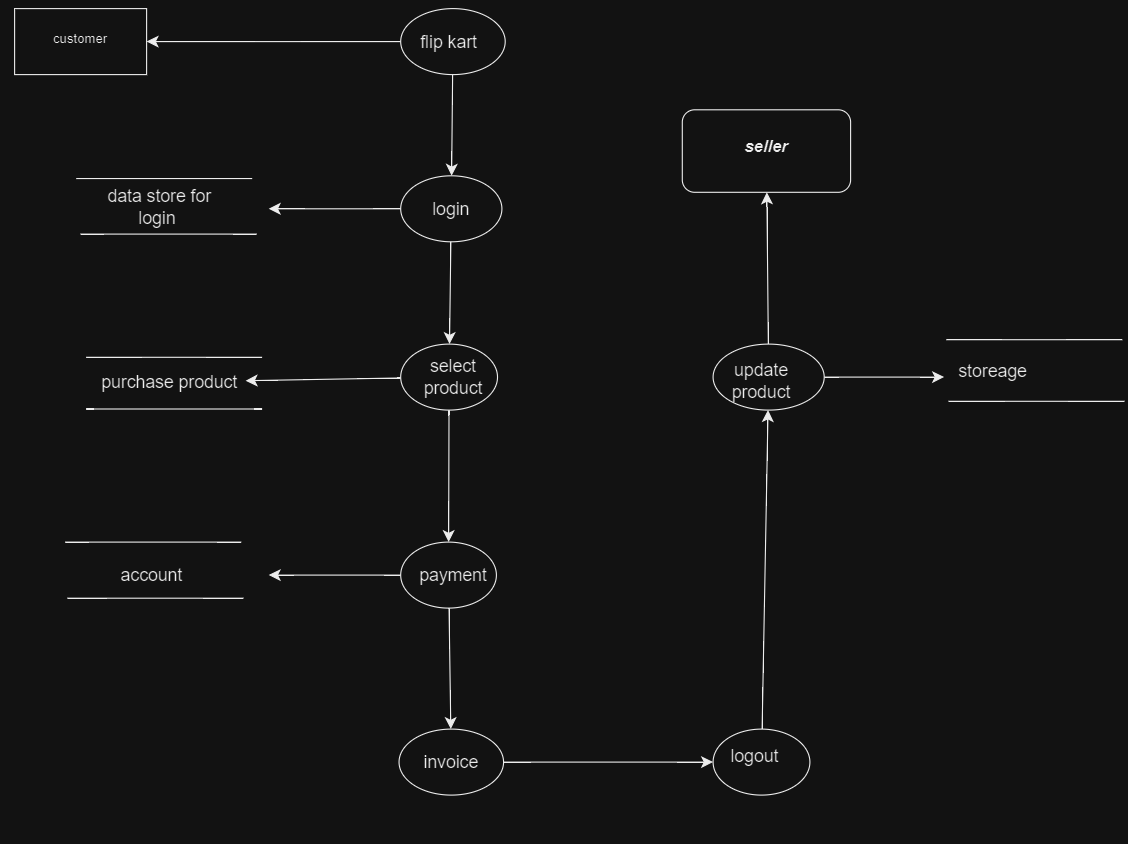 customer
flip kart
seller
data store for
login
login
select
product
purchase product
update
product
storeage
account
payment
invoice
logout